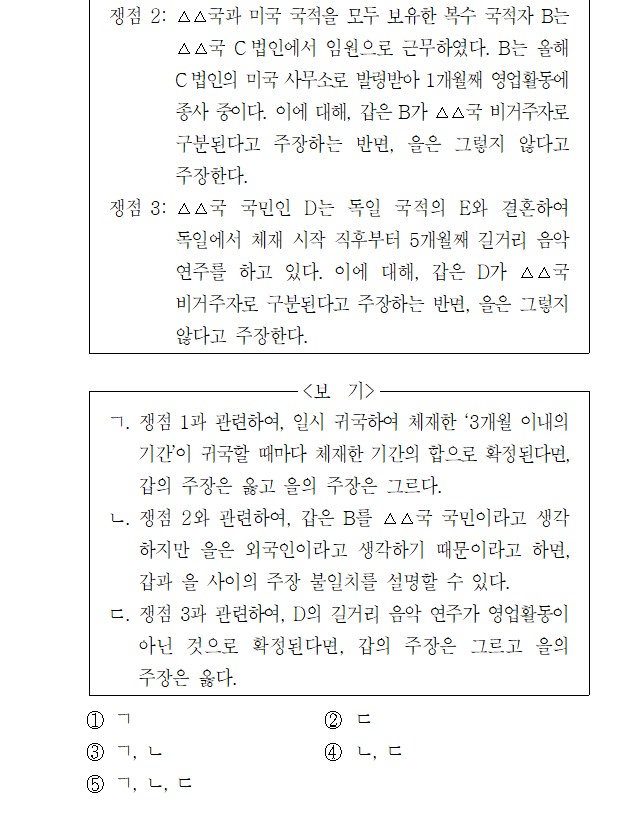 쟁점 2: △△국과 미국 국적을 모두 보유한 복수 국적자 B는
△△국 C법인에서 임원으로 근무하였다. B는 올해
C법인의 미국 사무소로 발령받아 1개월째 영업활동에
종사 중이다. 이에 대해, 갑은 B가 △△국 비거주자로
구분된다고 주장하는 반면, 을은 그렇지 않다고
주장한다.
쟁점 3: △△국 국민인 D는 독일 국적의 E와 결혼하여
독일에서 체재 시작 직후부터 5개월째 길거리 음악
연주를 하고 있다. 이에 대해, 갑은 D가 △△국
비거주자로 구분된다고 주장하는 반면, 을은 그렇지
않다고 주장한다.
<보 기>
ㄱ. 쟁점 1과 관련하여, 일시 귀국하여 체재한 ‘3개월 이내의
기간’이 귀국할 때마다 체재한 기간의 합으로 확정된다면,
갑의 주장은 옳고 을의 주장은 그르다.
ㄴ. 쟁점 2와 관련하여, 갑은 B를 △△국 국민이라고 생각
하지만 을은 외국인이라고 생각하기 때문이라고 하면,
갑과 을 사이의 주장 불일치를 설명할 수 있다.
ㄷ. 쟁점 3과 관련하여, D의 길거리 음악 연주가 영업활동이
아닌 것으로 확정된다면, 갑의 주장은 그르고 을의
주장은 옳다.
① ㄱ ② ㄷ
③ ㄱ, ㄴ ④ ㄴ, ㄷ
⑤ ㄱ, ㄴ, ㄷ